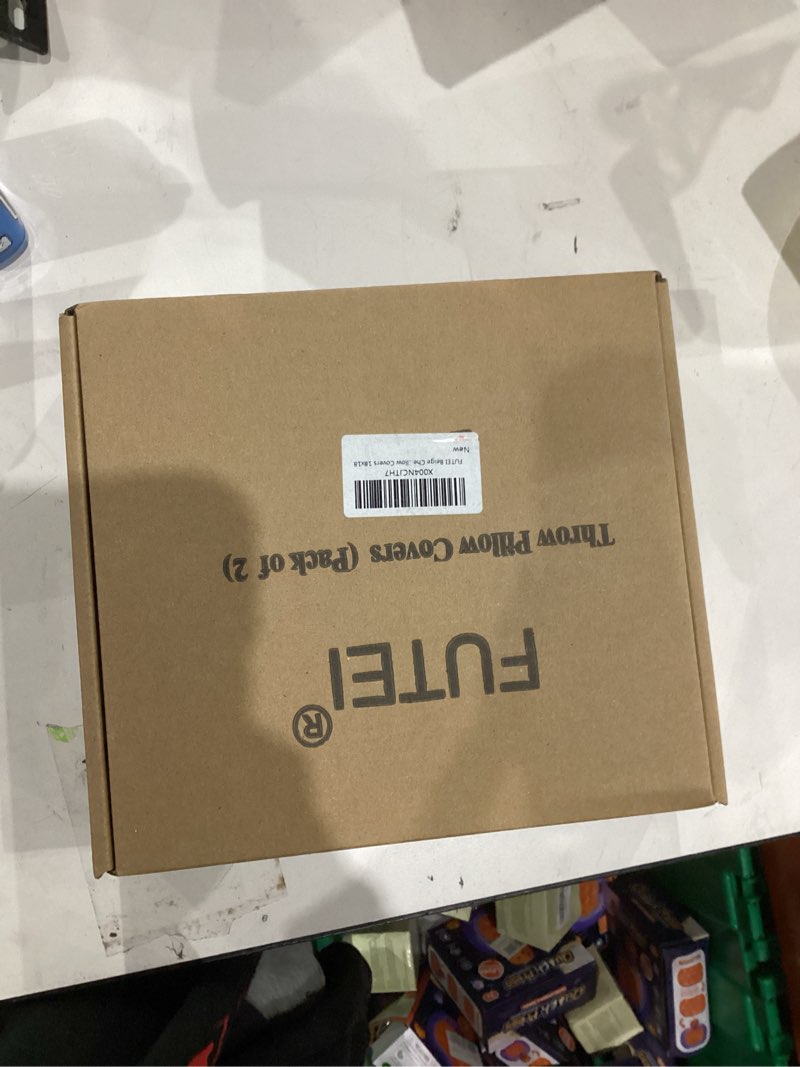 FUTEI®
Throw Pillow Covers (Pack of 2)
X004NCJTH7
FUTEI Beige Che...llow Covers 18x18
New